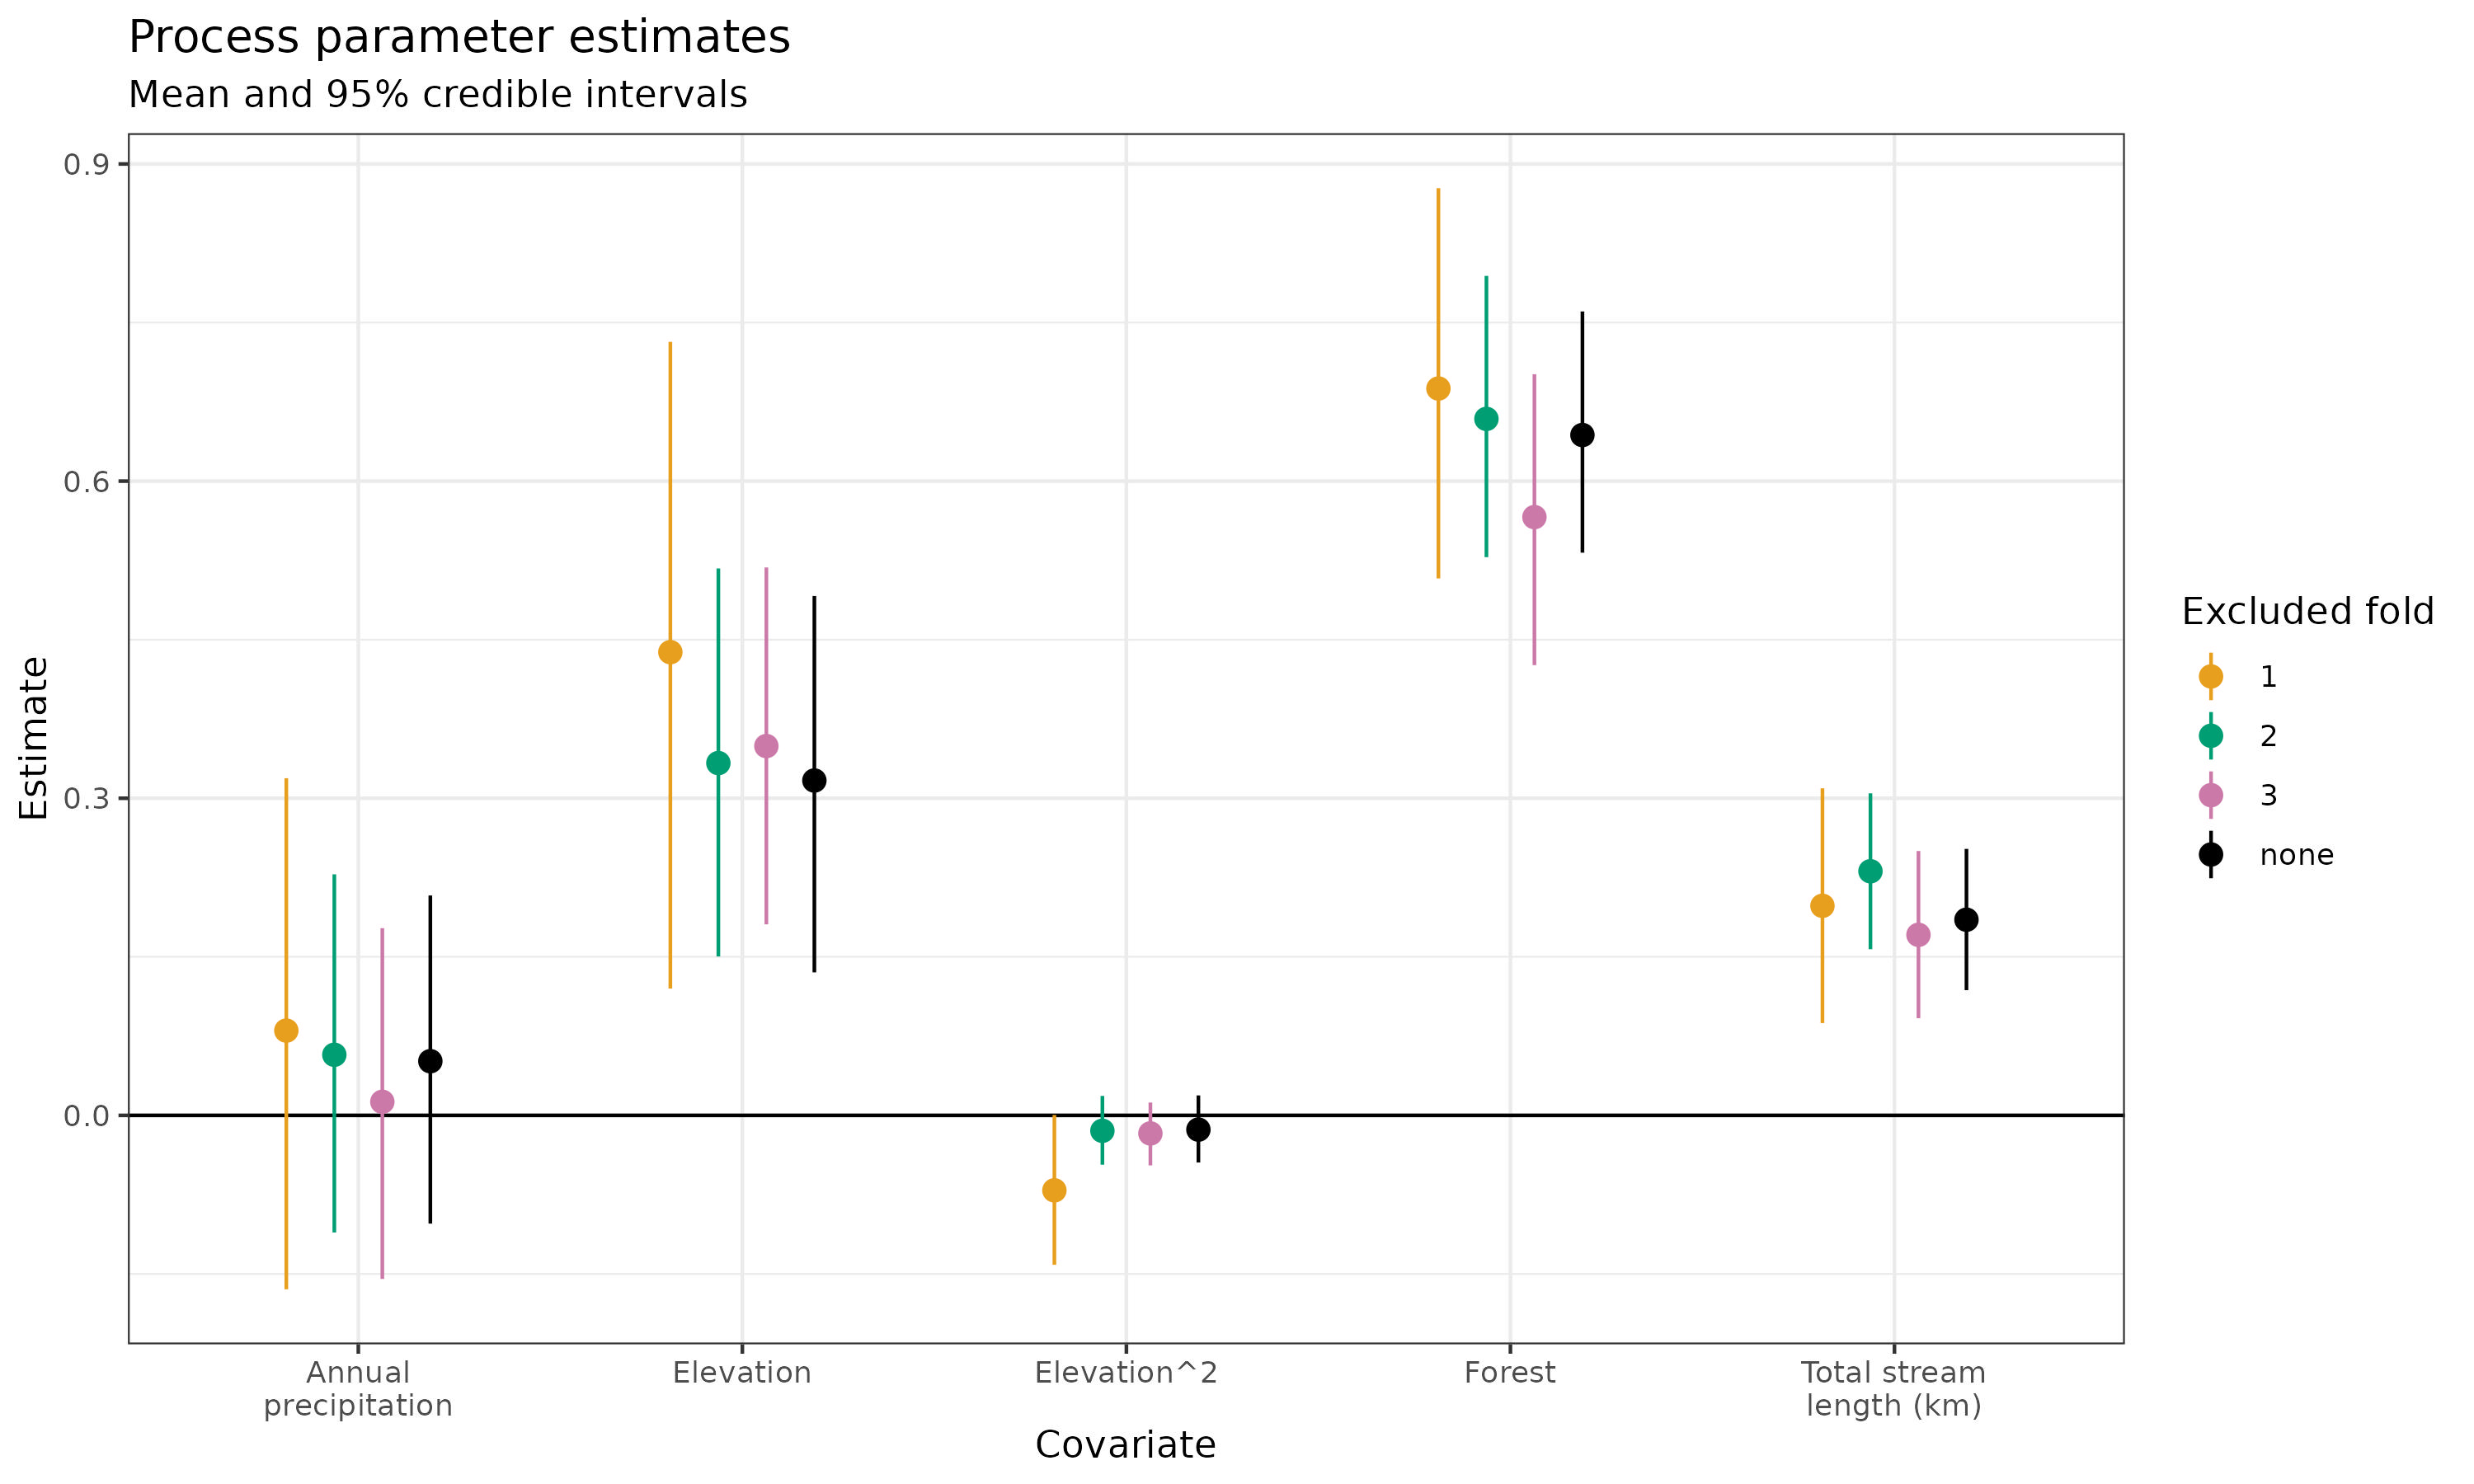 Process parameter estimates
Mean and 95% credible intervals
0.9
0.6
0.3
0.0
Estimate
Annual
precipitation
Elevation
Elevation^2
Forest
Total stream
length (km)
Covariate
Excluded fold
1
2
3
none